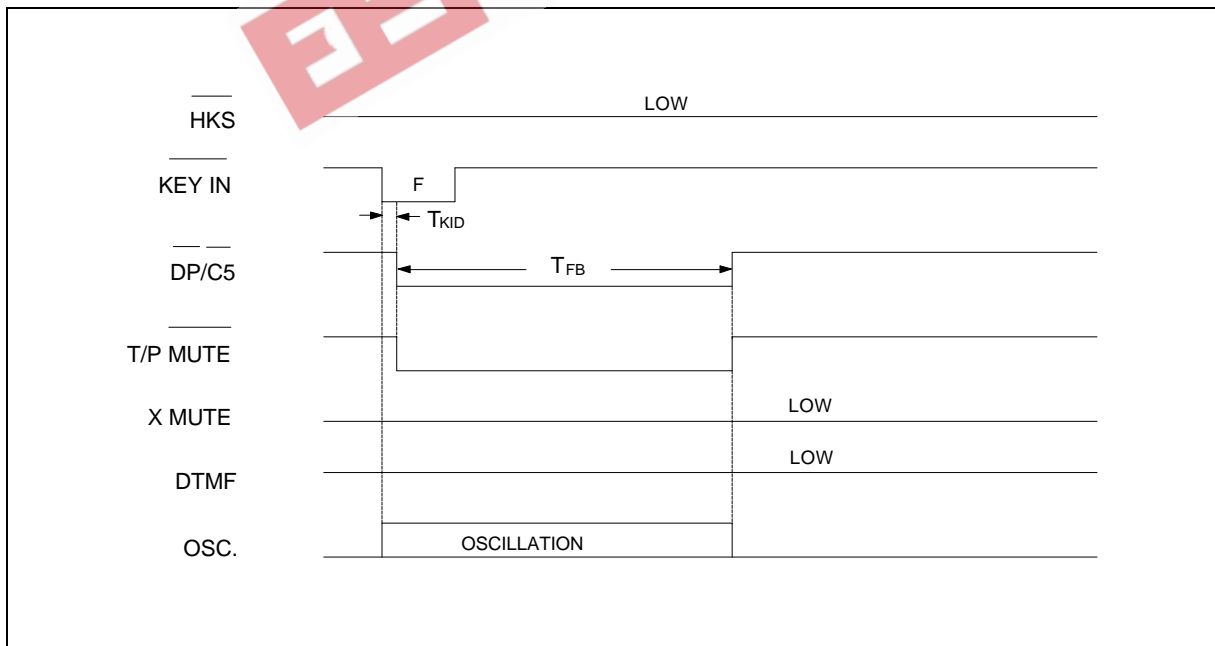 LOW
HKS
KEY IN
F
TKID
DP/C5
TFB
T/P MUTE
X MUTE
LOW
DTMF
LOW
OSC.
OSCILLATION